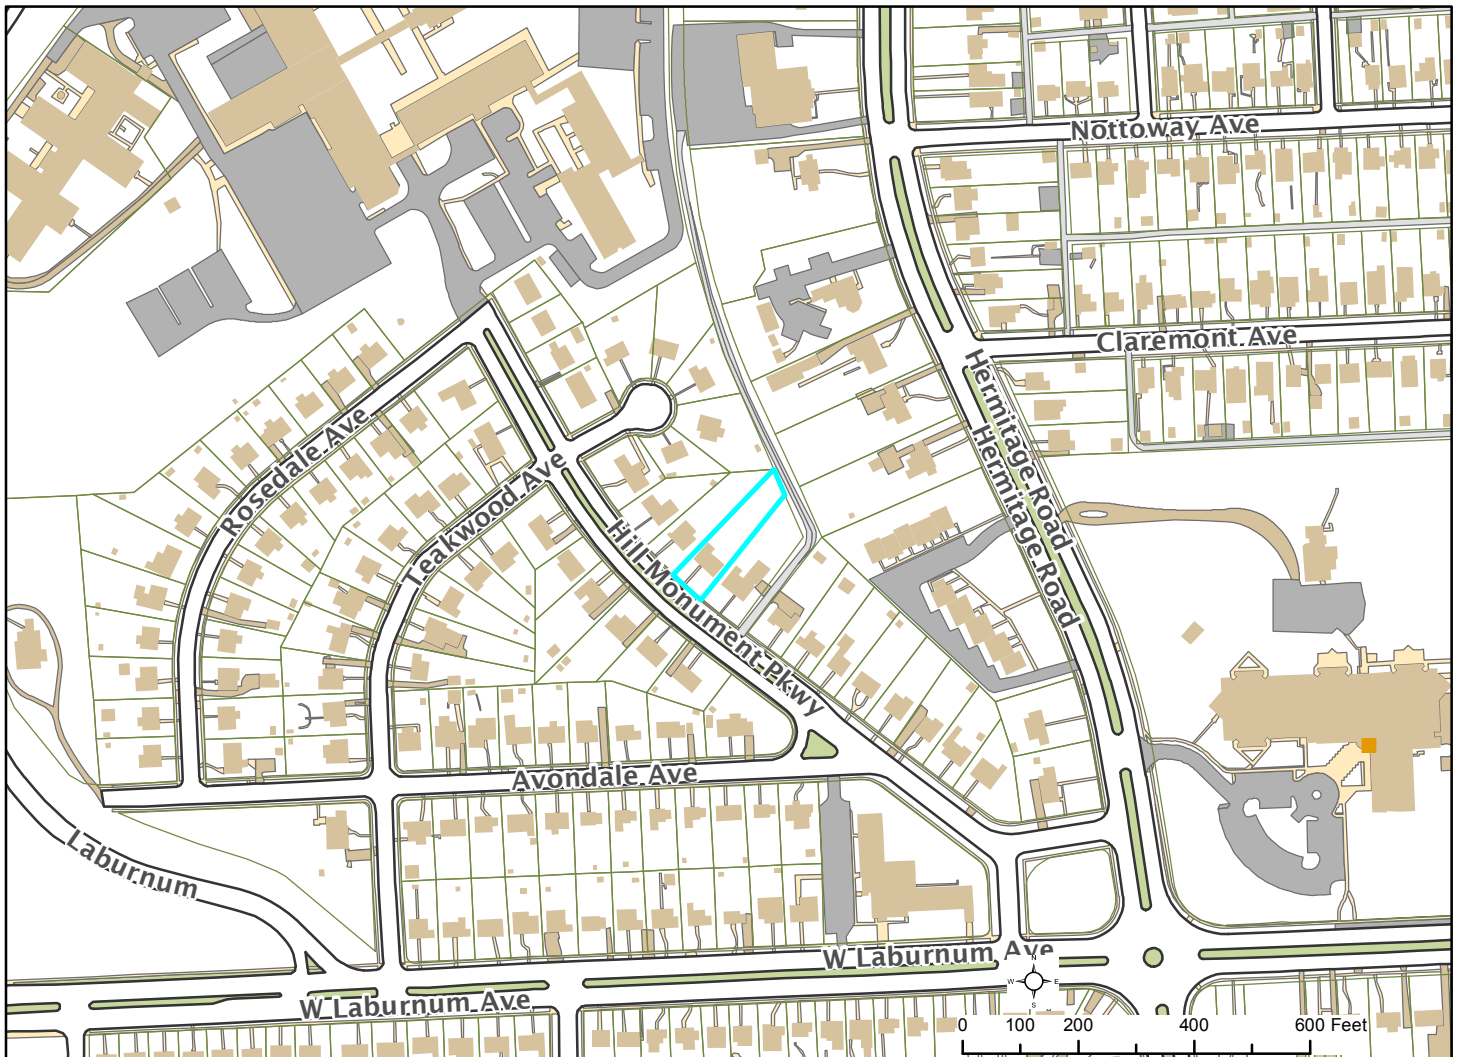 Nottoway Ave
Claremont Ave
Hermitage Road
Hermitage Road
Rosedale Ave
Teakwood Ave
Hill Monument Pkwy
Avondale Ave
Laburnum
W Laburnum Ave
W Laburnum Ave
N
W E
S
0 100 200 400 600 Feet